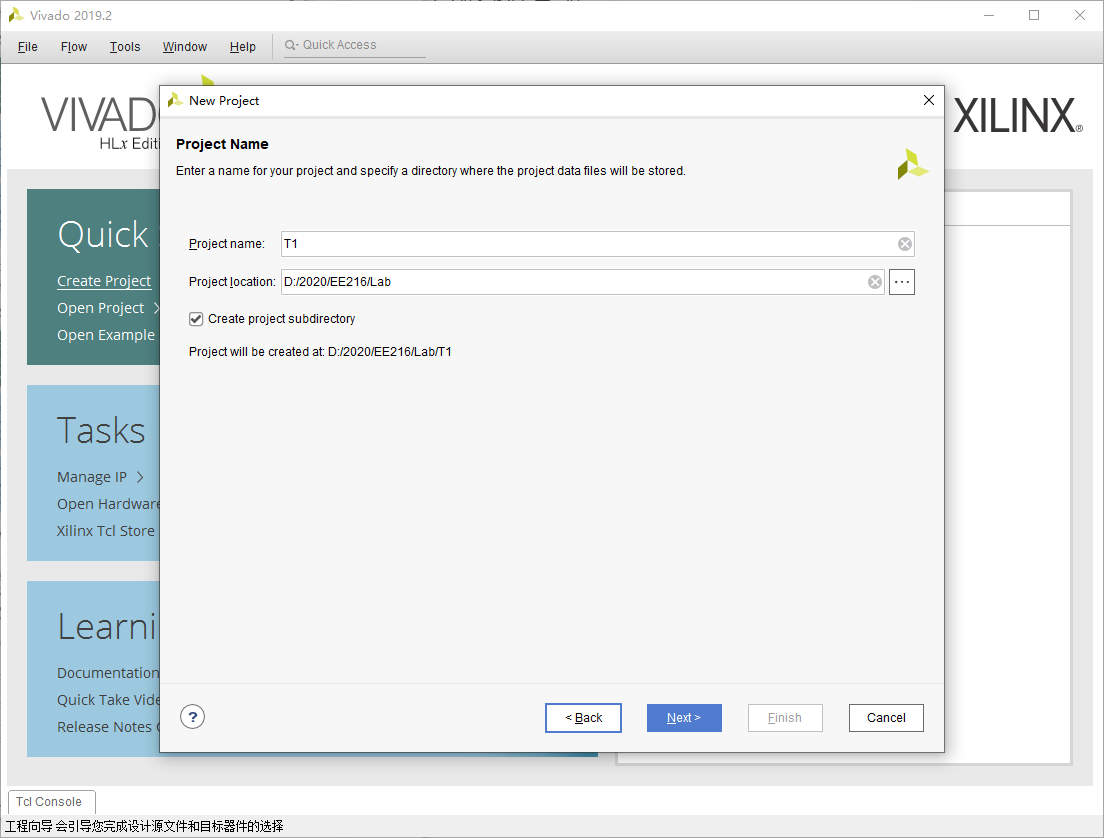 Vivado 2019.2
File Flow Tools Window Help Quick Access
VIVAD
HLx Editi
XILINX®
New Project
Project Name
Enter a name for your project and specify a directory where the project data files will be stored.
Project name: T1
Project location: D:/2020/EE216/Lab ...
Create project subdirectory
Project will be created at: D:/2020/EE216/Lab/T1
? < Back Next > Finish Cancel
Quick
Create Project
Open Project >
Open Example
Tasks
Manage IP >
Open Hardware
Xilinx Tcl Store
Learni
Documentation
Quick Take Vide
Release Notes
Tcl Console
工程向导 会引导您完成设计源文件和目标器件的选择